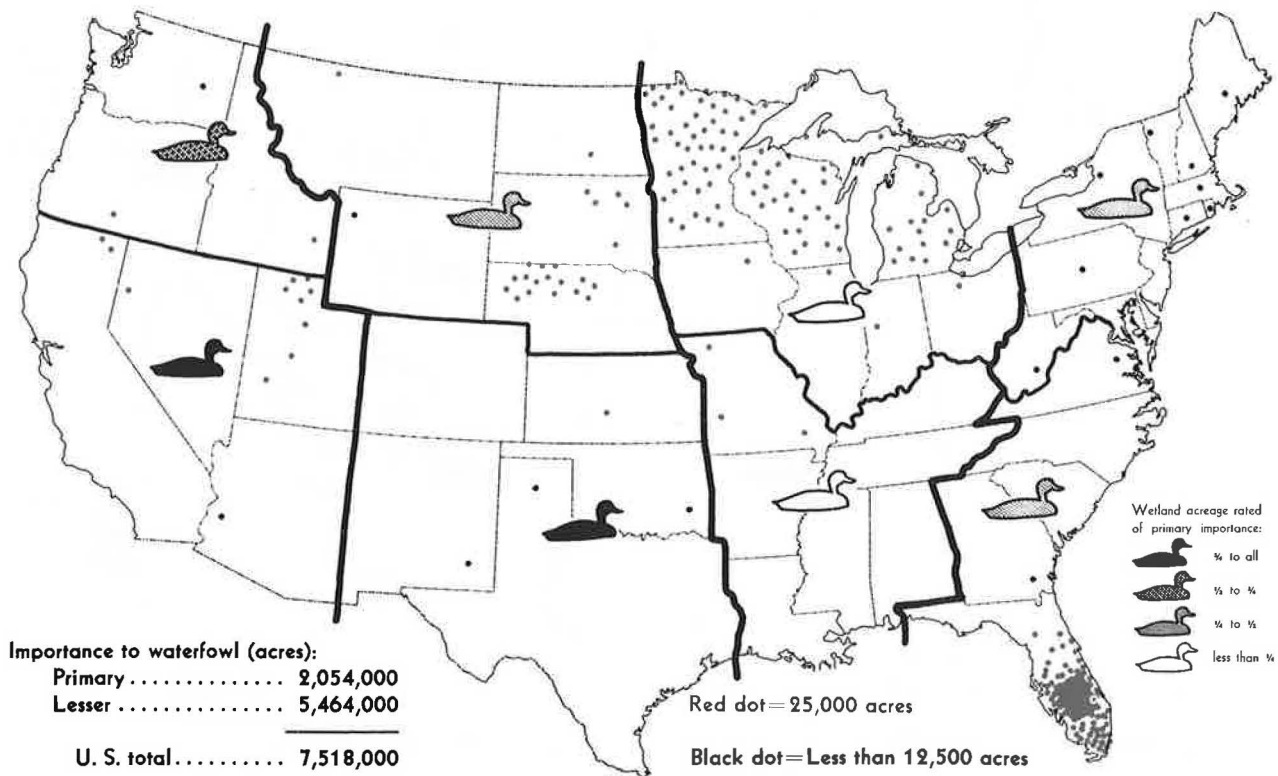 Wetland acreage rated
of primary importance:
¾ to all
½ to ¾
¼ to ½
less than ¼
Importance to waterfowl (acres):
Primary .............. 2,054,000
Lesser ............... 5,464,000
U. S. total .......... 7,518,000
Red dot=25,000 acres
Black dot=Less than 12,500 acres